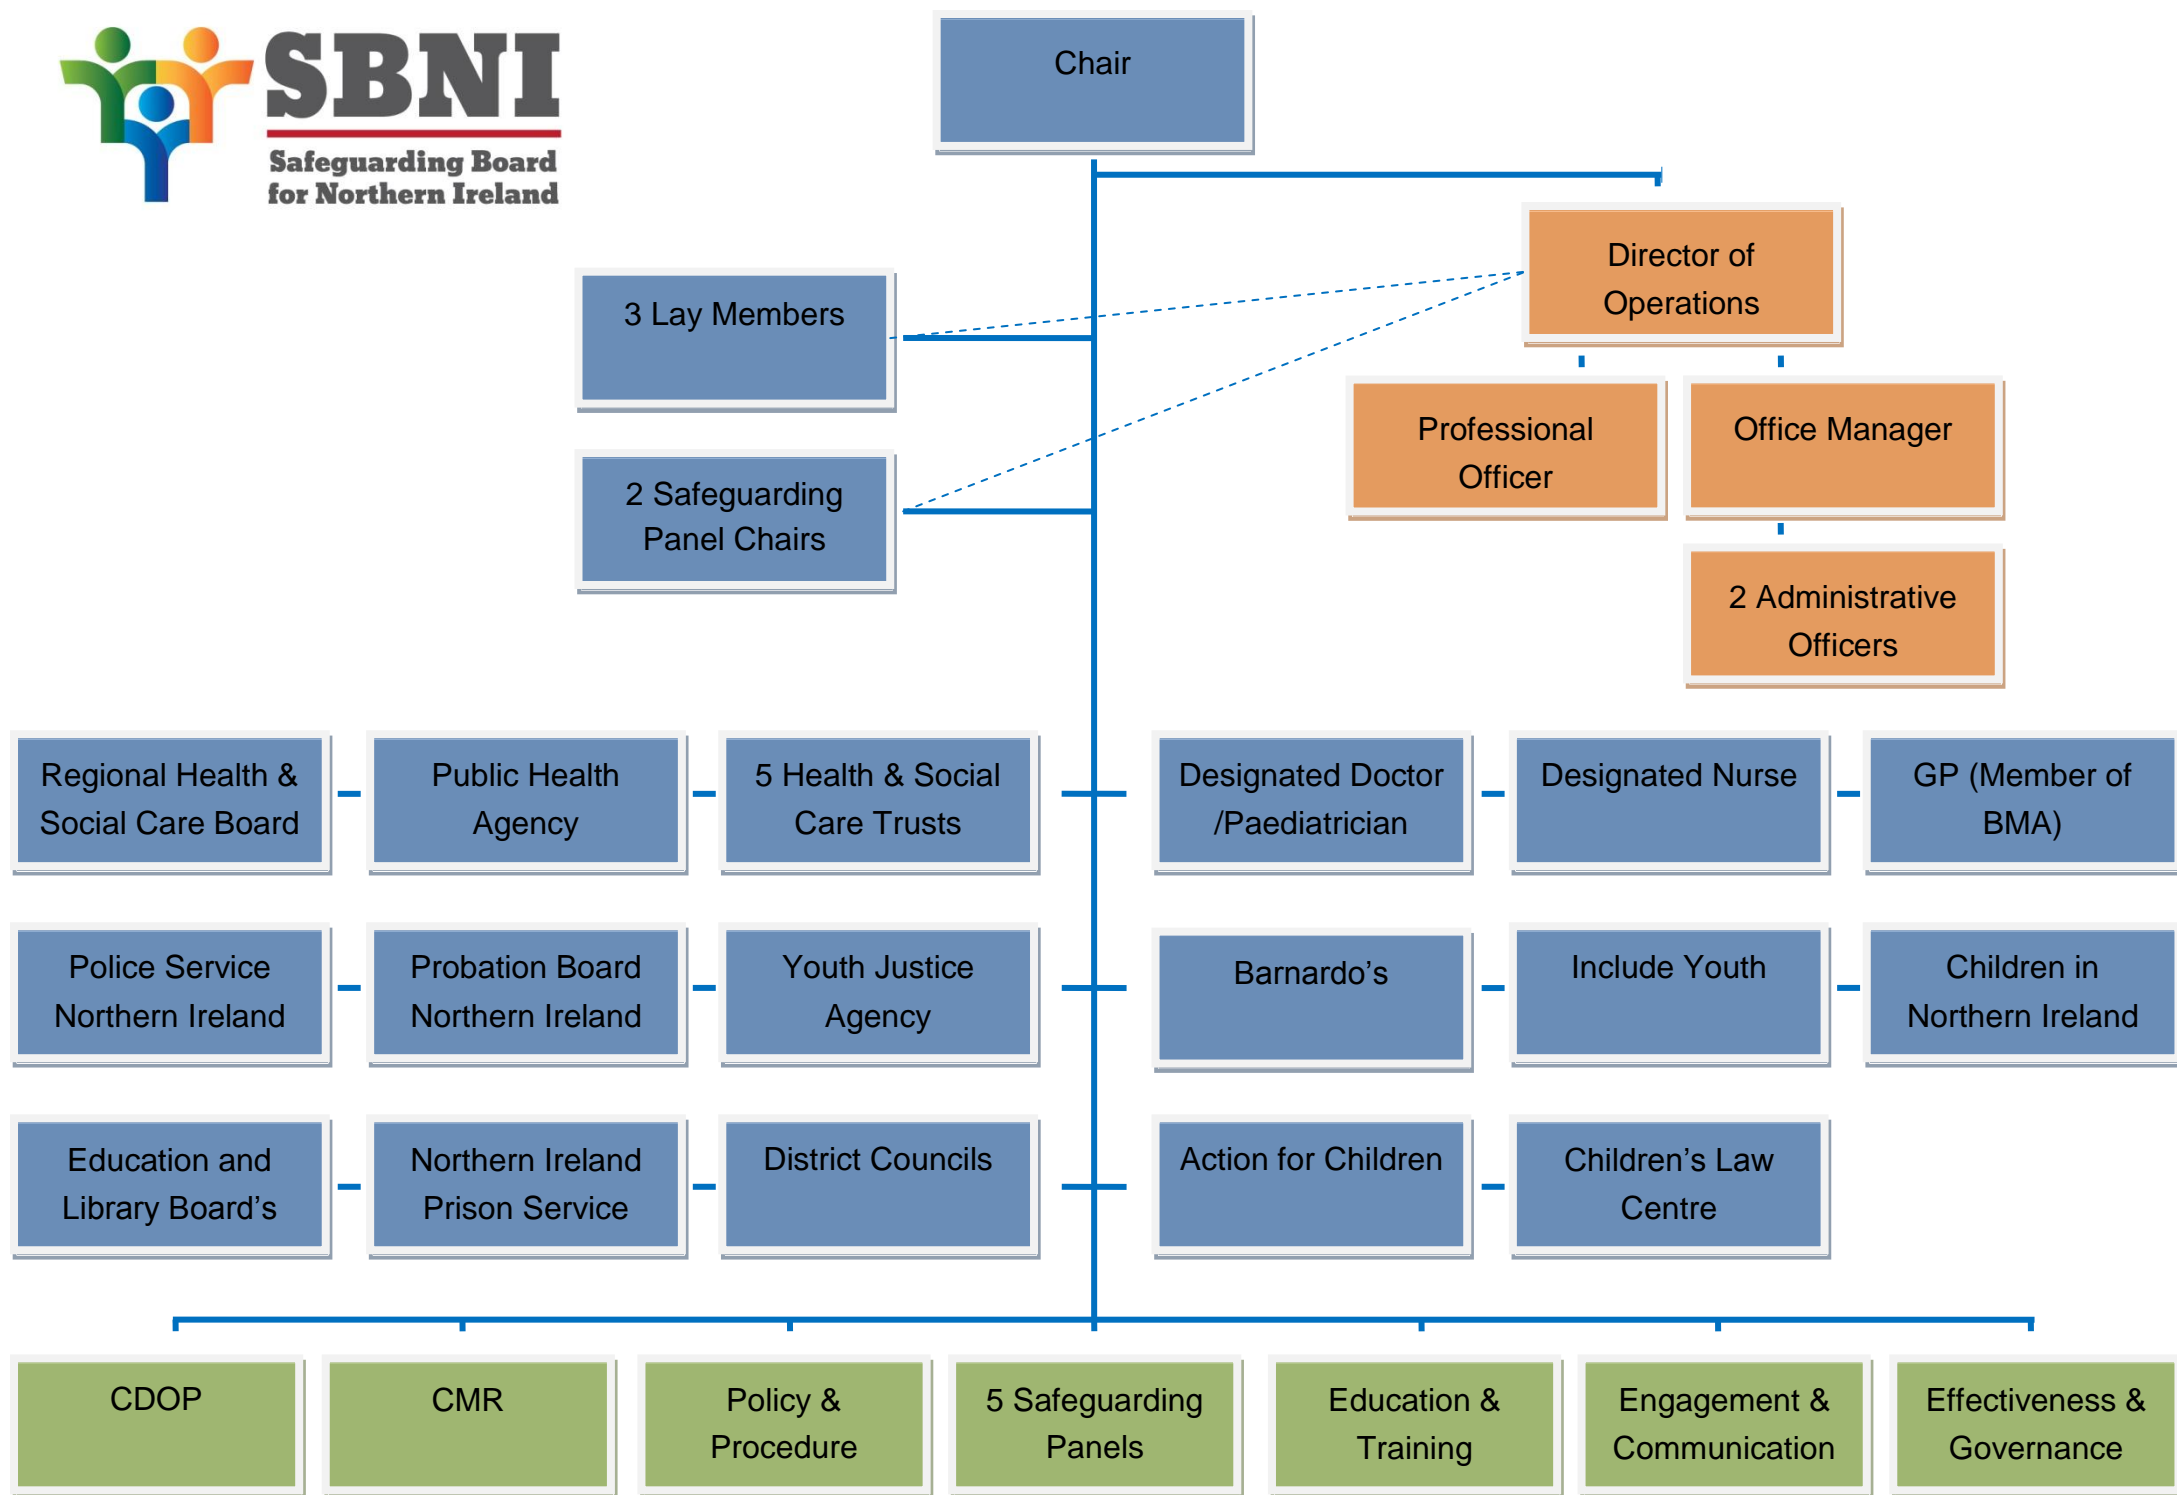 SBNI
Safeguarding Board
for Northern Ireland
Chair
Director of
Operations
3 Lay Members
Professional
Officer
Office Manager
2 Safeguarding
Panel Chairs
2 Administrative
Officers
Regional Health &
Social Care Board
Public Health
Agency
5 Health & Social
Care Trusts
Designated Doctor
/Paediatrician
Designated Nurse
GP (Member of
BMA)
Police Service
Northern Ireland
Probation Board
Northern Ireland
Youth Justice
Agency
Barnardo’s
Include Youth
Children in
Northern Ireland
Education and
Library Board’s
Northern Ireland
Prison Service
District Councils
Action for Children
Children’s Law
Centre
CDOP
CMR
Policy &
Procedure
5 Safeguarding
Panels
Education &
Training
Engagement &
Communication
Effectiveness &
Governance